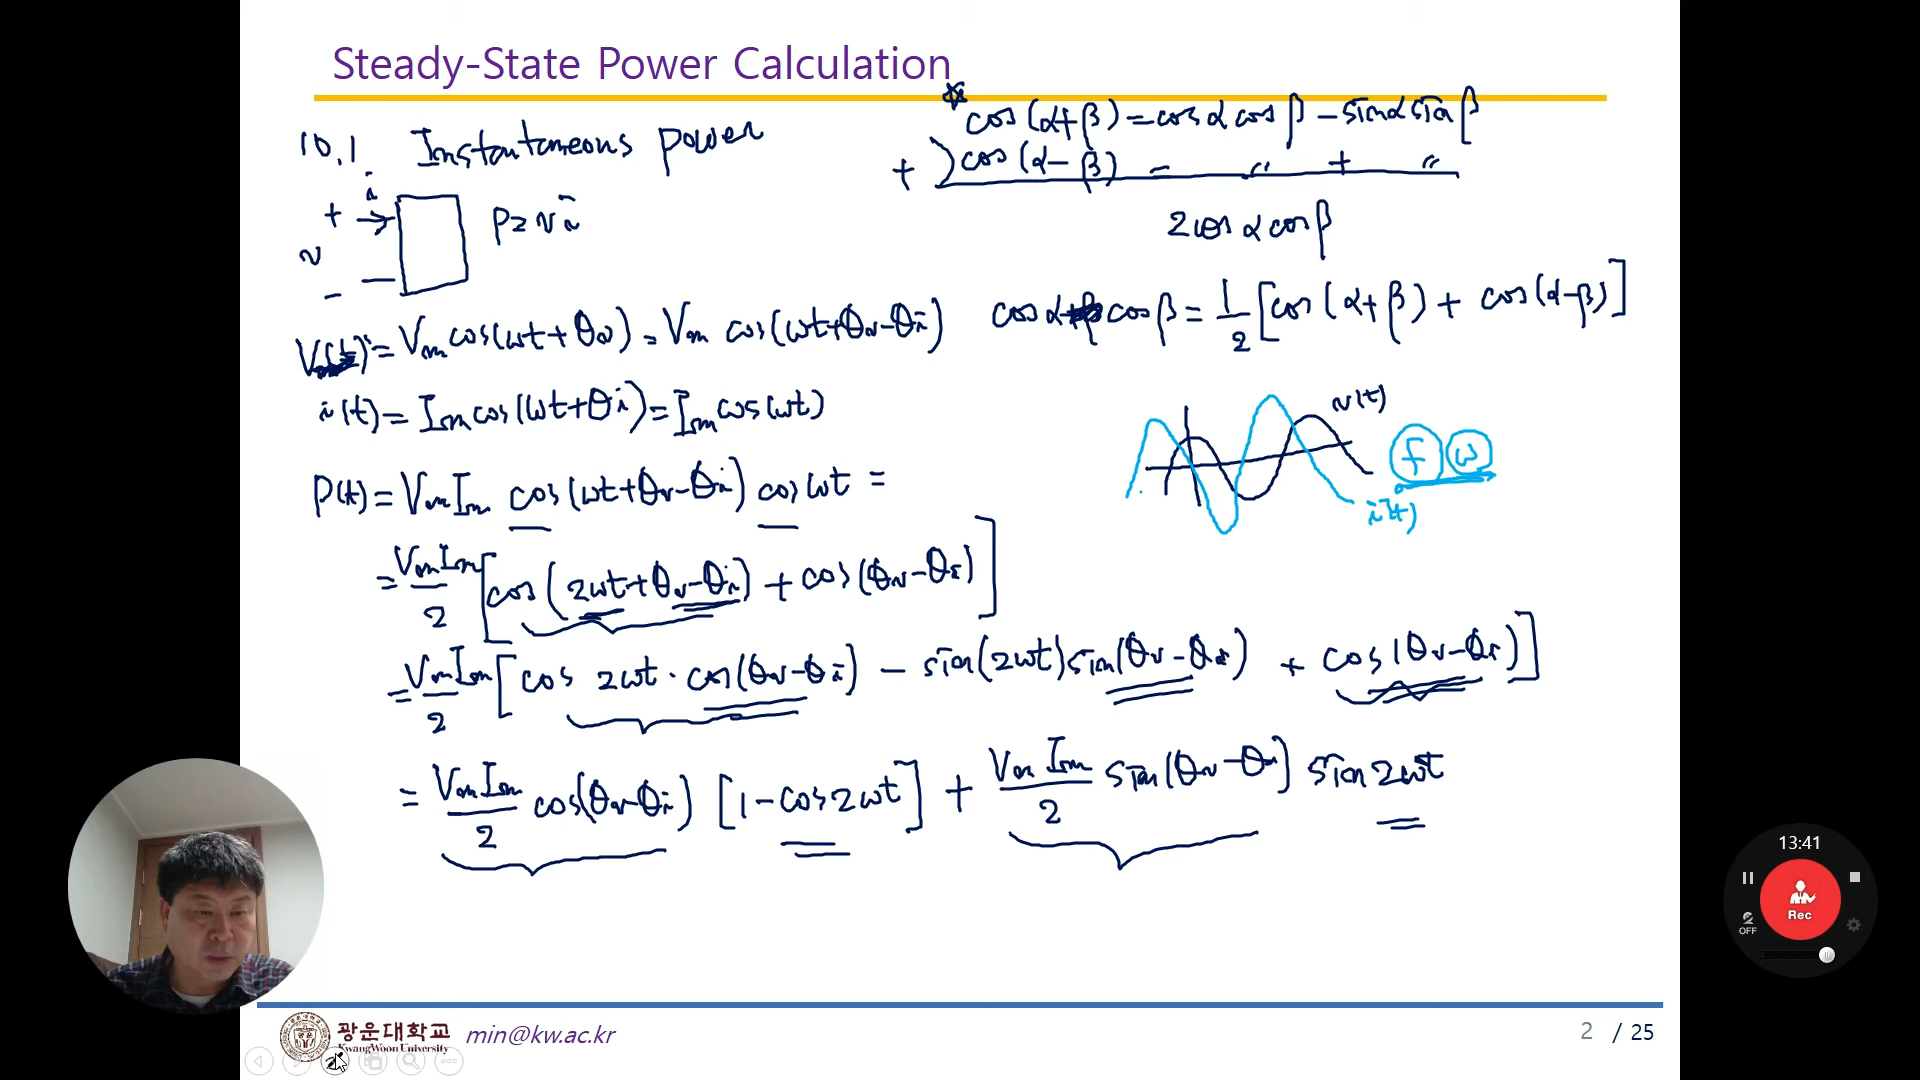 Steady-State Power Calculation
10.1 Instantaneous power
* cos(α+β)=cosα cosβ - sinα sinβ
+ ) cos(α-β) = 〃 + 〃
2cosα cosβ
i
+
v
-
p=vi
cosα cosβ = 1/2 [cos(α+β) + cos(α-β)]
v(t) = Vm cos(ωt+θv) = Vm cos(ωt+θv-θi)
i(t) = Im cos(ωt+θi) = Im cos(ωt)
v(t)
f ω
i(t)
P(t) = VmIm cos(ωt+θv-θi) cosωt =
= VmIm/2 [cos(2ωt+θv-θi) + cos(θv-θi)]
= VmIm/2 [cos 2ωt · cos(θv-θi) - sin(2ωt)sin(θv-θi) + cos(θv-θi)]
= VmIm/2 cos(θv-θi) [1-cos2ωt] + VmIm/2 sin(θv-θi) sin2ωt
13:41
Rec
OFF
광운대학교
KwangWoon University
min@kw.ac.kr
2 / 25